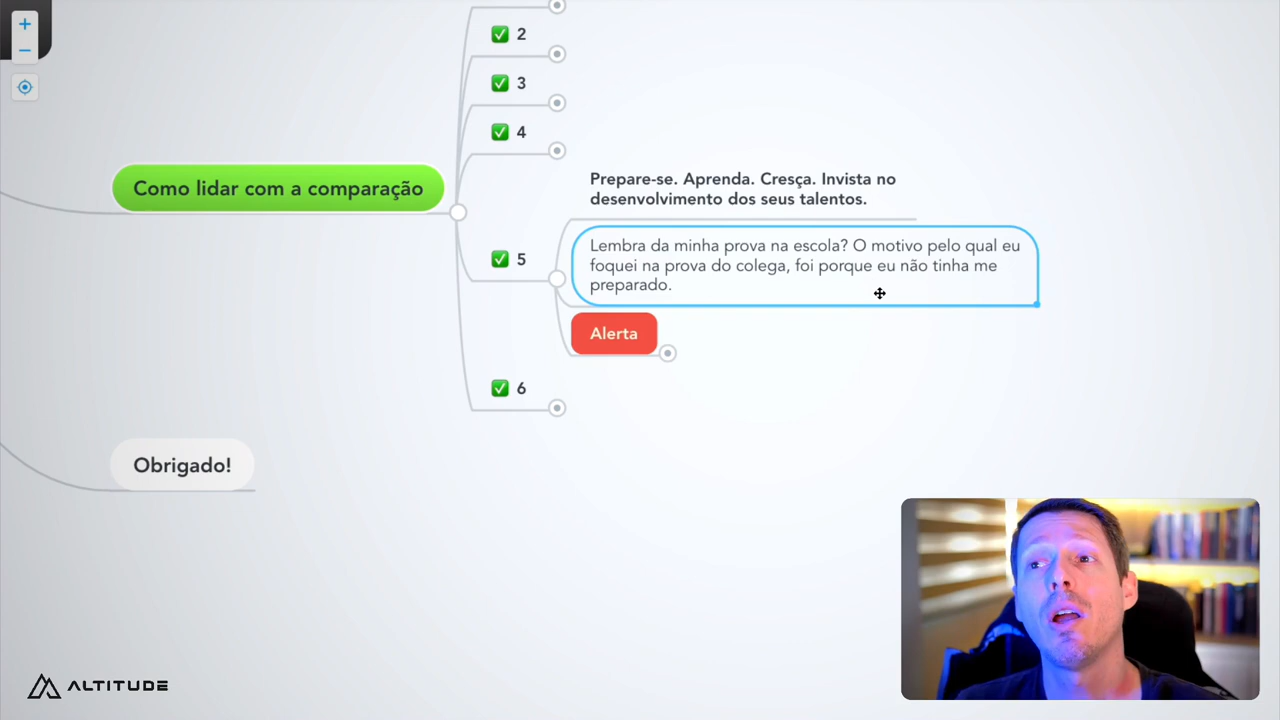 +
−
✅ 2
✅ 3
✅ 4
Como lidar com a comparação
Prepare-se. Aprenda. Cresça. Invista no
desenvolvimento dos seus talentos.
✅ 5
Lembra da minha prova na escola? O motivo pelo qual eu
foquei na prova do colega, foi porque eu não tinha me
preparado.
Alerta
✅ 6
Obrigado!
ALTITUDE